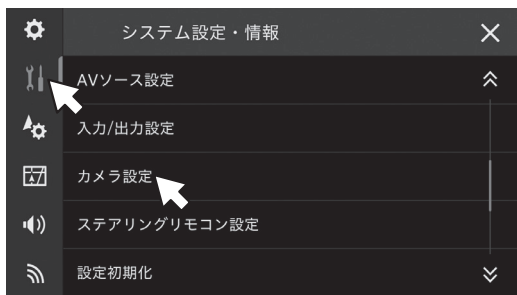 システム設定・情報
AVソース設定
入力/出力設定
カメラ設定
ステアリングリモコン設定
設定初期化